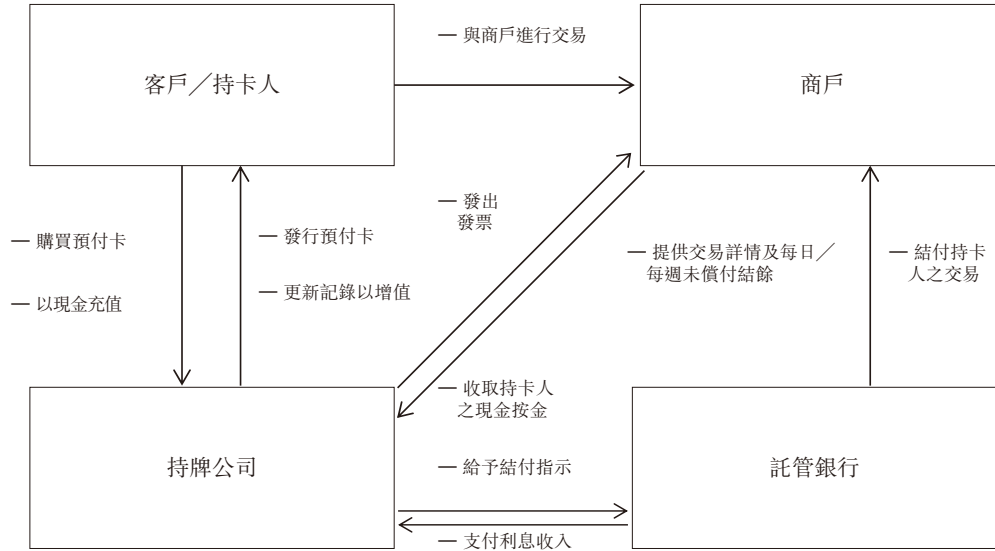 — 與商戶進行交易
客戶／持卡人
商戶
— 發出
發票
— 購買預付卡
— 發行預付卡
— 提供交易詳情及每日／
每週未償付結餘
— 結付持卡
人之交易
— 以現金充值
— 更新記錄以增值
— 收取持卡人
之現金按金
持牌公司
— 給予結付指示
託管銀行
— 支付利息收入